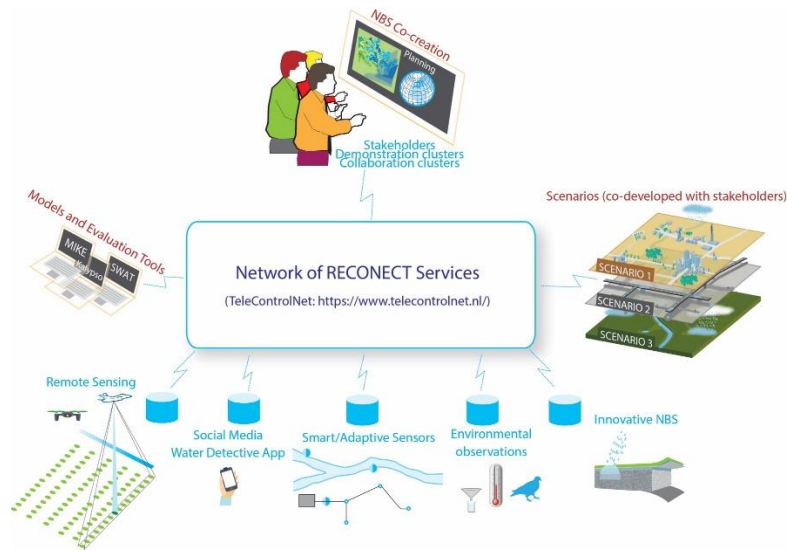 NBS Co-creation
Planning
Stakeholders
Demonstration clusters
Collaboration clusters
Models and Evaluation Tools
MIKE
Kalypso
SWAT
Scenarios (co-developed with stakeholders)
SCENARIO 1
SCENARIO 2
SCENARIO 3
Network of RECONECT Services
(TeleControlNet: https://www.telecontrolnet.nl/)
Remote Sensing
Social Media
Water Detective App
Smart/Adaptive Sensors
Environmental
observations
Innovative NBS